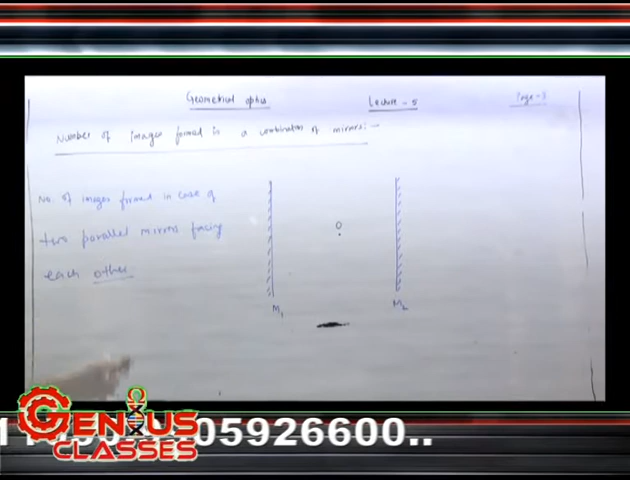 Geometrical optics Lecture - 5 Page-3
Number of images formed in a combination of mirrors:-
No. of images formed in case of
two parallel mirrors facing
each other
O
M1 M2
GENIUS
CLASSES
05926600..